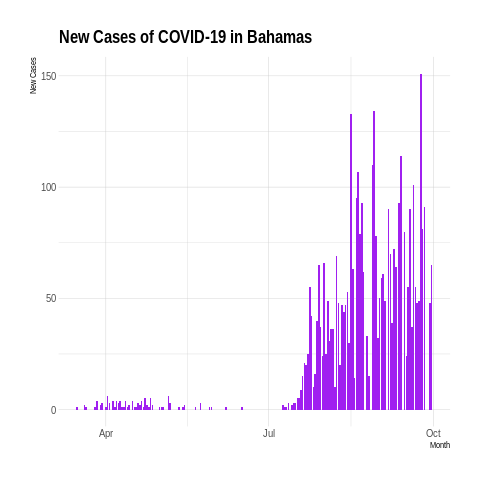 New Cases of COVID-19 in Bahamas
New Cases
150
100
50
0
Apr
Jul
Oct
Month